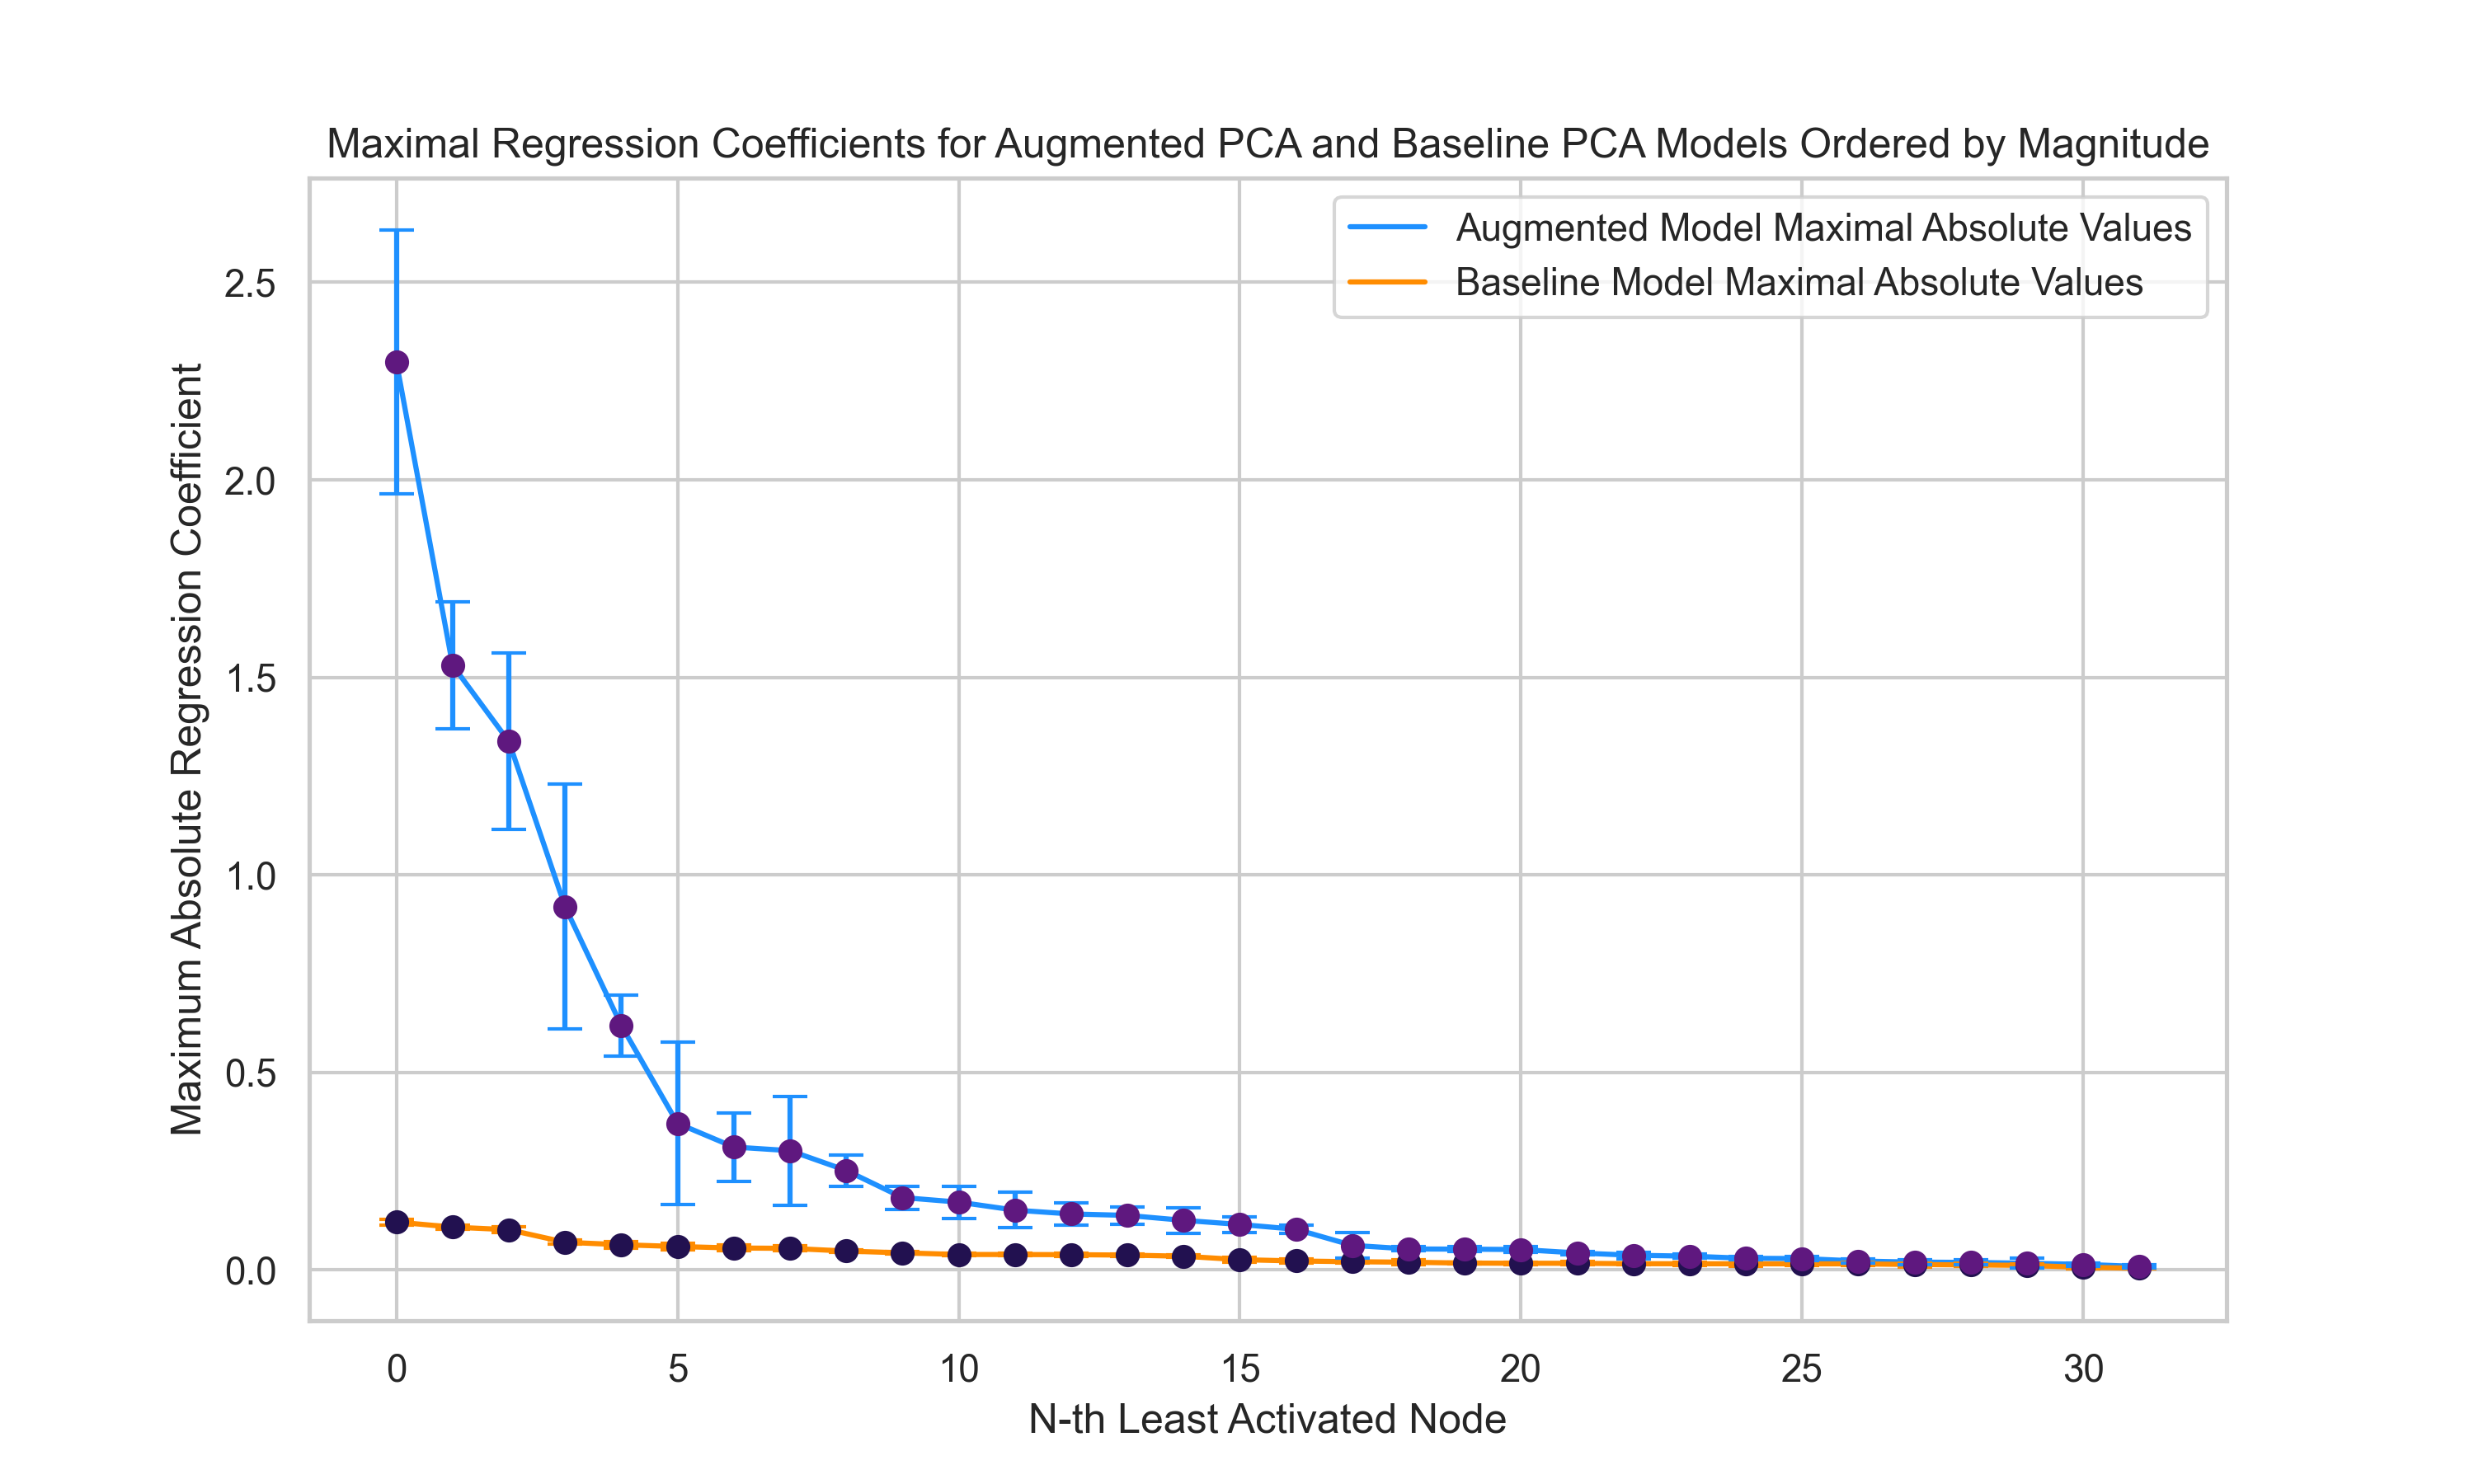 Maximal Regression Coefficients for Augmented PCA and Baseline PCA Models Ordered by Magnitude
Augmented Model Maximal Absolute Values
Baseline Model Maximal Absolute Values
Maximum Absolute Regression Coefficient
2.5
2.0
1.5
1.0
0.5
0.0
0 5 10 15 20 25 30
N-th Least Activated Node